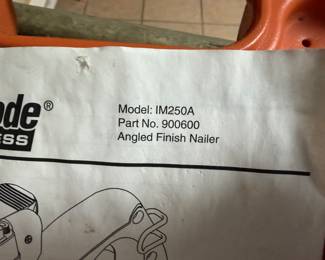 ode®
ESS
Model: IM250A
Part No. 900600
Angled Finish Nailer